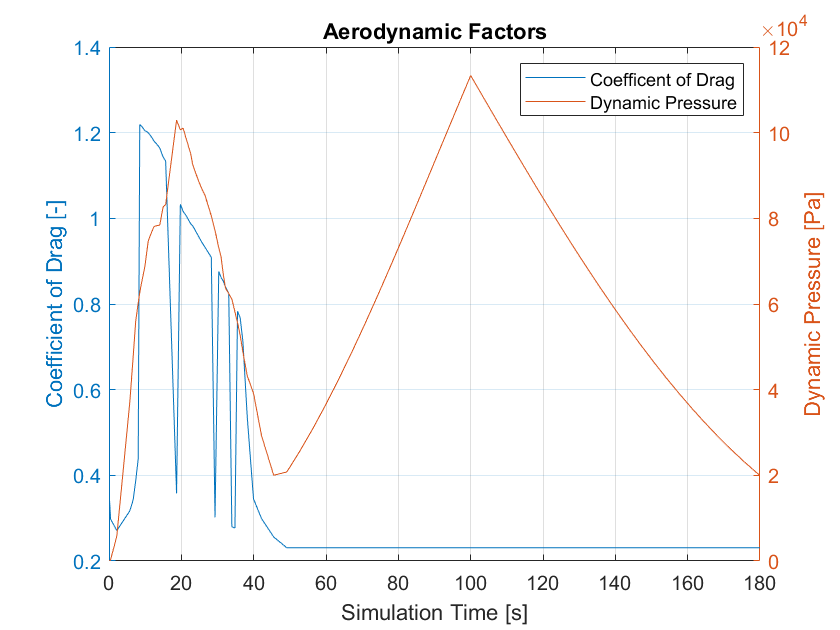 Aerodynamic Factors
×10⁴
1.4
1.2
1
0.8
0.6
0.4
0.2
Coefficient of Drag [-]
12
10
8
6
4
2
0
Dynamic Pressure [Pa]
Coefficent of Drag
Dynamic Pressure
0 20 40 60 80 100 120 140 160 180
Simulation Time [s]